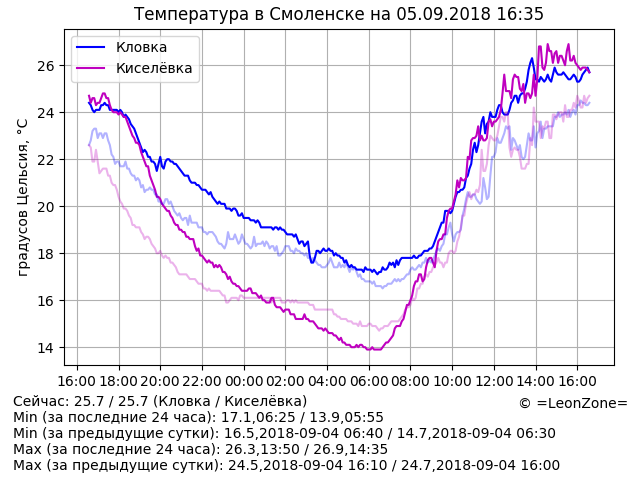 Температура в Смоленске на 05.09.2018 16:35
Кловка
Киселёвка
градусов Цельсия, °C
26
24
22
20
18
16
14
16:00 18:00 20:00 22:00 00:00 02:00 04:00 06:00 08:00 10:00 12:00 14:00 16:00
Сейчас: 25.7 / 25.7 (Кловка / Киселёвка)
© =LeonZone=
Min (за последние 24 часа): 17.1,06:25 / 13.9,05:55
Min (за предыдущие сутки): 16.5,2018-09-04 06:40 / 14.7,2018-09-04 06:30
Max (за последние 24 часа): 26.3,13:50 / 26.9,14:35
Max (за предыдущие сутки): 24.5,2018-09-04 16:10 / 24.7,2018-09-04 16:00